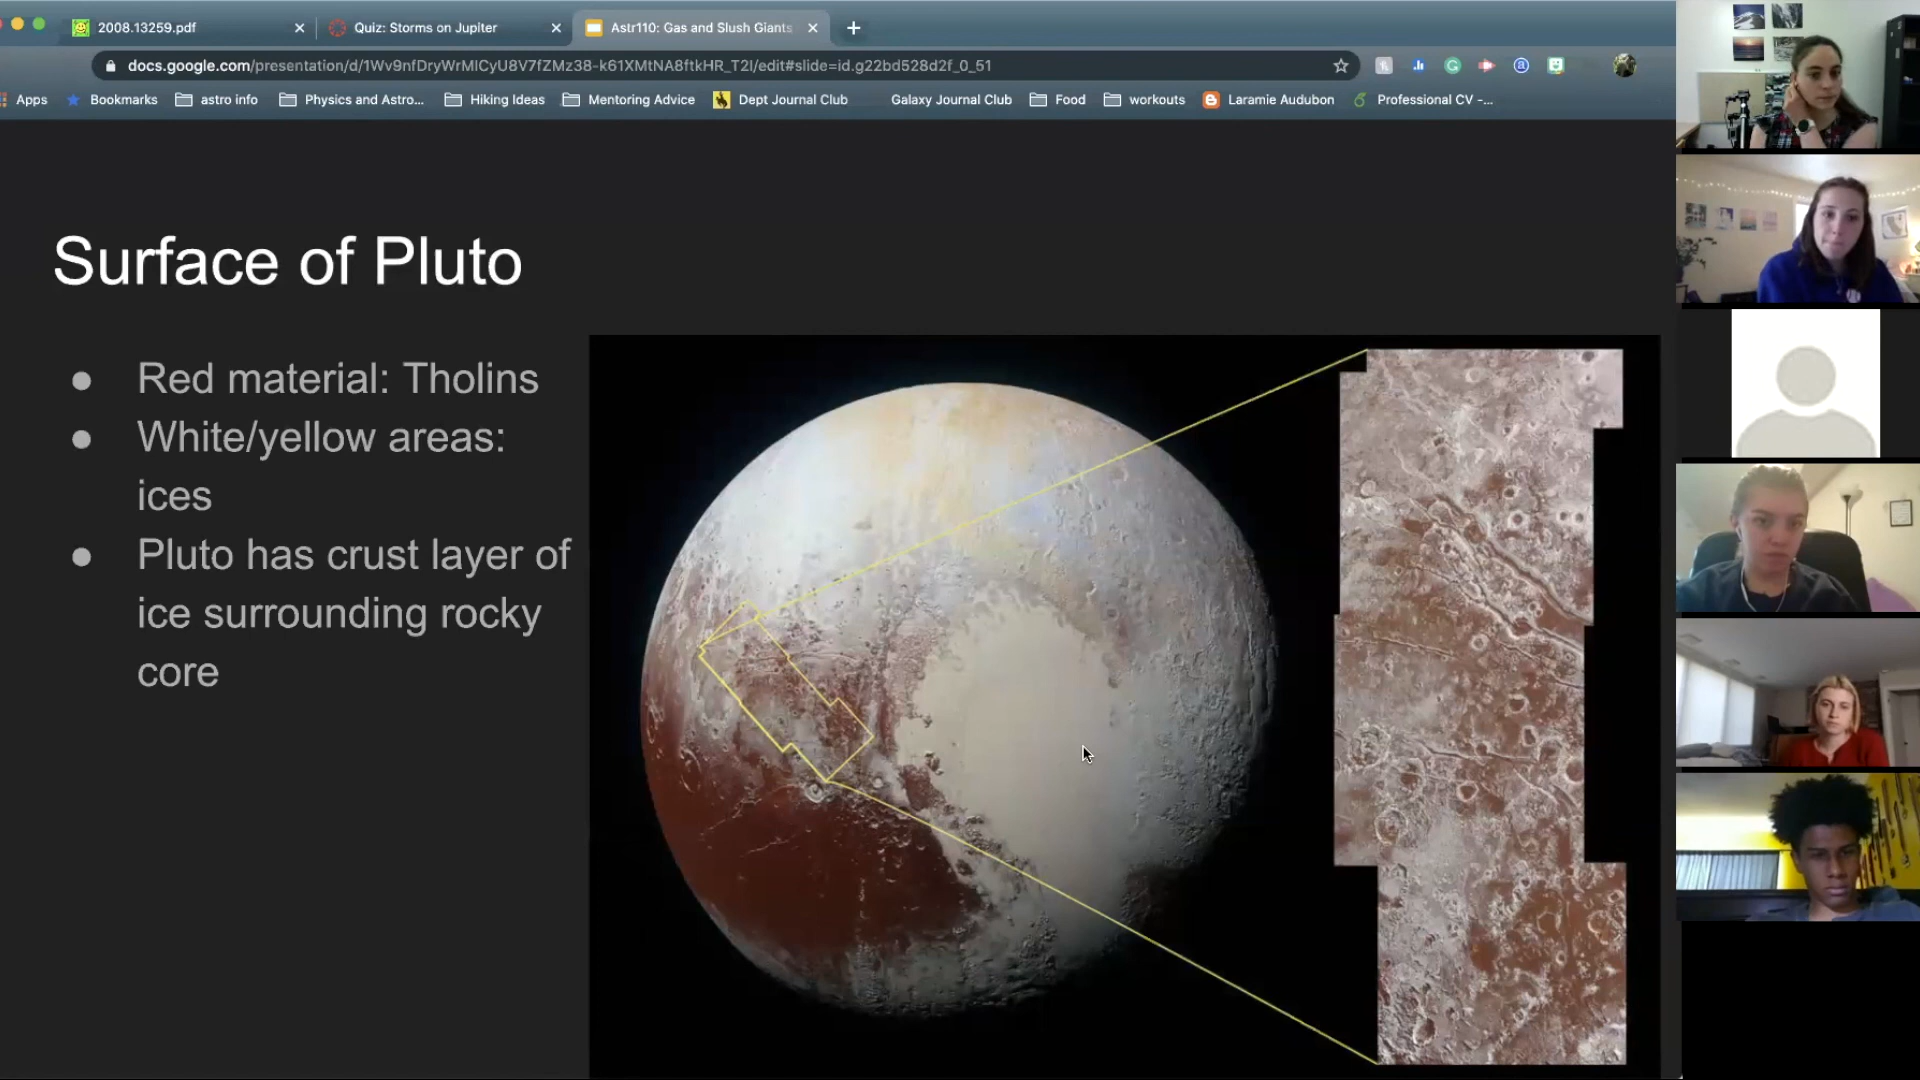 2008.13259.pdf
Quiz: Storms on Jupiter
Astr110: Gas and Slush Giants
docs.google.com/presentation/d/1Wv9nfDryWrMlCyU8V7fZMz38-k61XMtNA8ftkHR_T2I/edit#slide=id.g22bd528d2f_0_51
Apps Bookmarks astro info Physics and Astro... Hiking Ideas Mentoring Advice Dept Journal Club Galaxy Journal Club Food workouts Laramie Audubon Professional CV -...
Surface of Pluto
● Red material: Tholins
● White/yellow areas:
ices
● Pluto has crust layer of
ice surrounding rocky
core